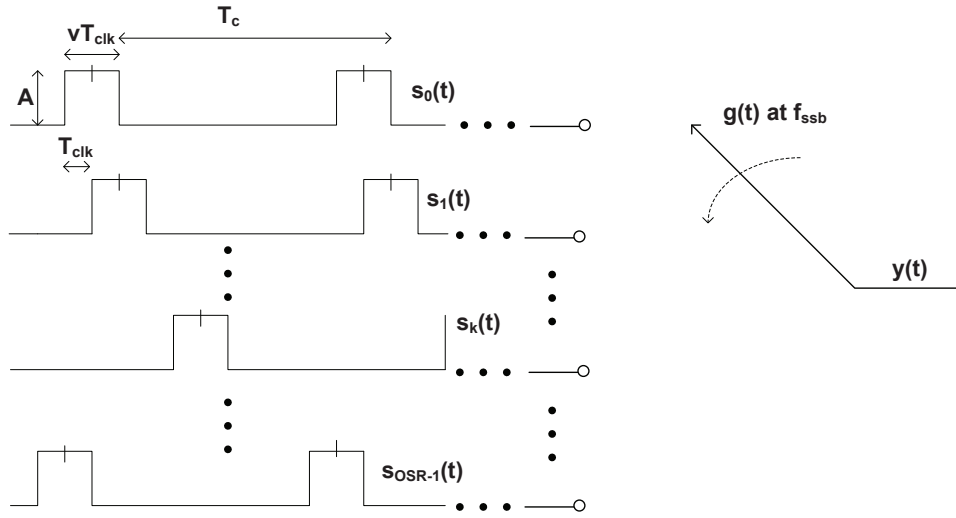 T_c
vT_clk
A
s_0(t)
g(t) at f_ssb
T_clk
s_1(t)
y(t)
s_k(t)
s_OSR-1(t)